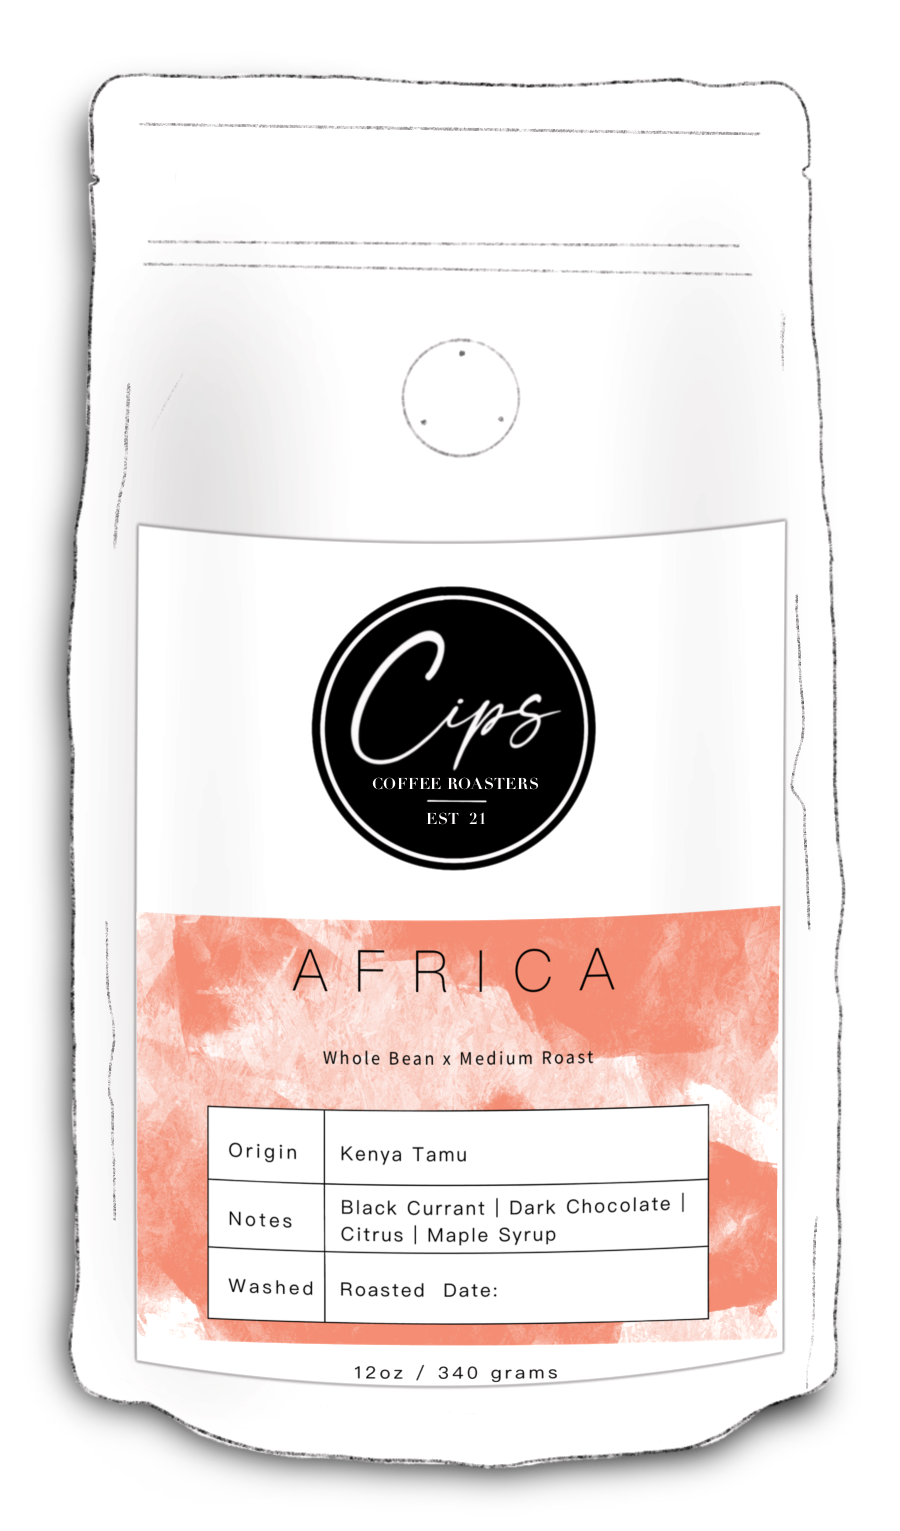 Cips
COFFEE ROASTERS
EST 21
AFRICA
Whole Bean x Medium Roast
Origin
Kenya Tamu
Notes
Black Currant | Dark Chocolate |
Citrus | Maple Syrup
Washed
Roasted Date:
12oz / 340 grams